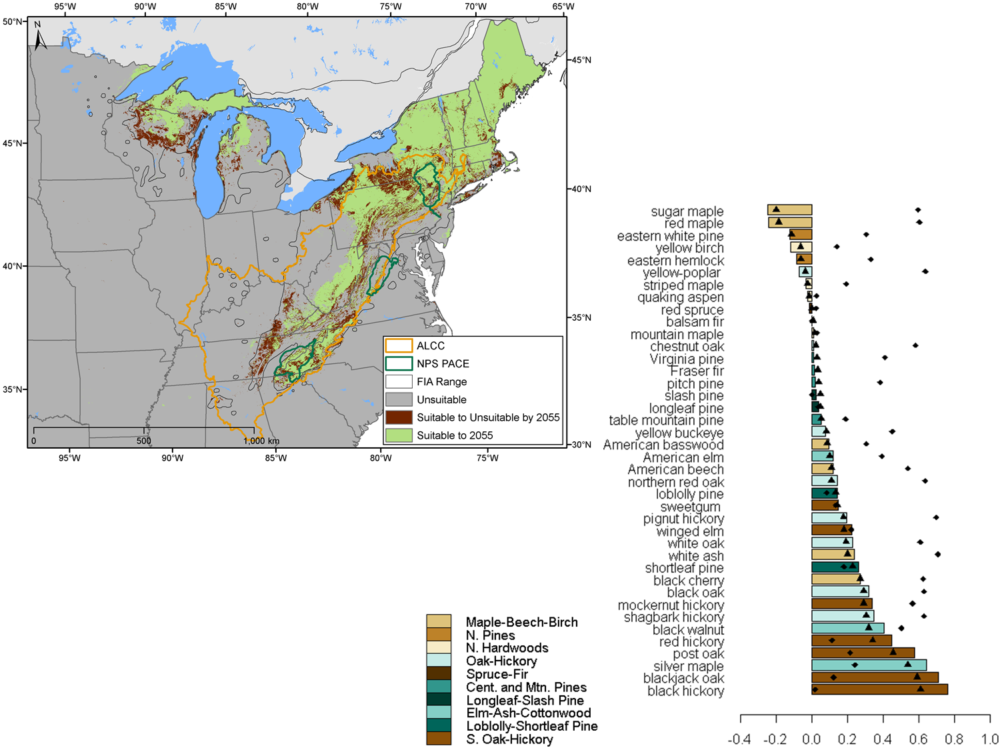 95°W 90°W 85°W 80°W 75°W 70°W 65°W
50°N
N
45°N
45°N
40°N
40°N
35°N
35°N
30°N
ALCC
NPS PACE
FIA Range
Unsuitable
Suitable to Unsuitable by 2055
Suitable to 2055
0 500 1,000 km
95°W 90°W 85°W 80°W 75°W
sugar maple
red maple
eastern white pine
yellow birch
eastern hemlock
yellow-poplar
striped maple
quaking aspen
red spruce
balsam fir
mountain maple
chestnut oak
Virginia pine
Fraser fir
pitch pine
slash pine
longleaf pine
table mountain pine
yellow buckeye
American basswood
American elm
American beech
northern red oak
loblolly pine
sweetgum
pignut hickory
winged elm
white oak
white ash
shortleaf pine
black cherry
black oak
mockernut hickory
shagbark hickory
black walnut
red hickory
post oak
silver maple
blackjack oak
black hickory
-0.4 -0.2 0.0 0.2 0.4 0.6 0.8 1.0
Maple-Beech-Birch
N. Pines
N. Hardwoods
Oak-Hickory
Spruce-Fir
Cent. and Mtn. Pines
Longleaf-Slash Pine
Elm-Ash-Cottonwood
Loblolly-Shortleaf Pine
S. Oak-Hickory